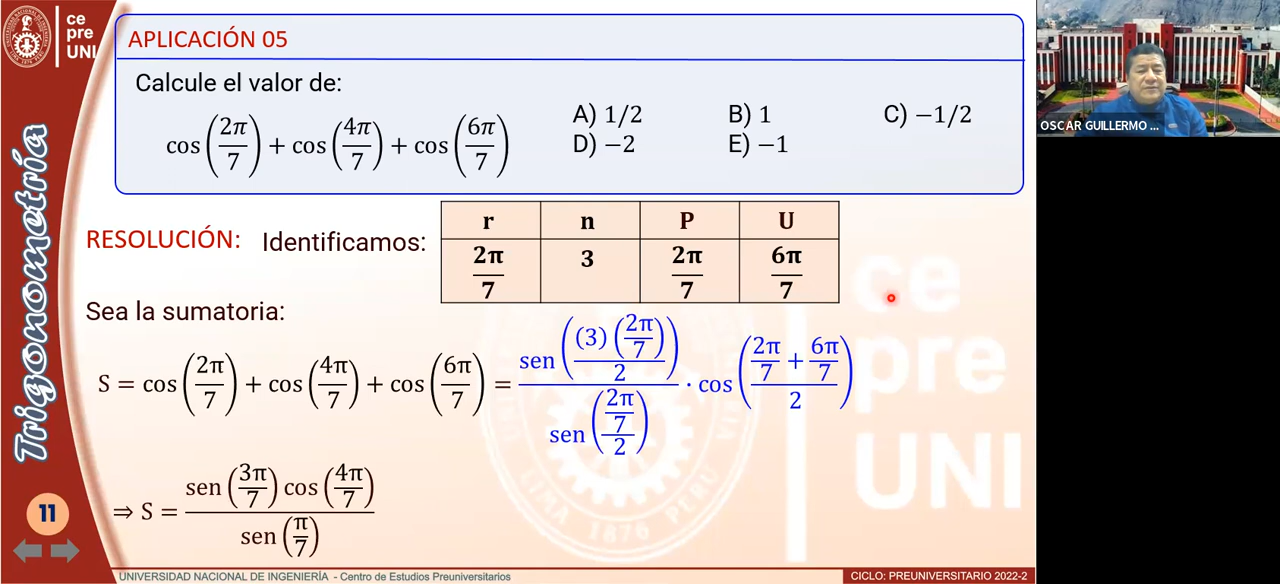 ce
pre
UNI
APLICACIÓN 05
Calcule el valor de:
cos(2π/7) + cos(4π/7) + cos(6π/7)
A) 1/2 B) 1 C) −1/2
D) −2 E) −1
OSCAR GUILLERMO ...
Trigonometría
RESOLUCIÓN: Identificamos:
r n P U
2π/7 3 2π/7 6π/7
Sea la sumatoria:
S = cos(2π/7) + cos(4π/7) + cos(6π/7) = sen((3)(2π/7)/2) / sen((2π/7)/2) · cos((2π/7 + 6π/7)/2)
⇒ S = sen(3π/7) cos(4π/7) / sen(π/7)
ce
pre
UNI
1876
11
UNIVERSIDAD NACIONAL DE INGENIERÍA - Centro de Estudios Preuniversitarios
CICLO: PREUNIVERSITARIO 2022-2